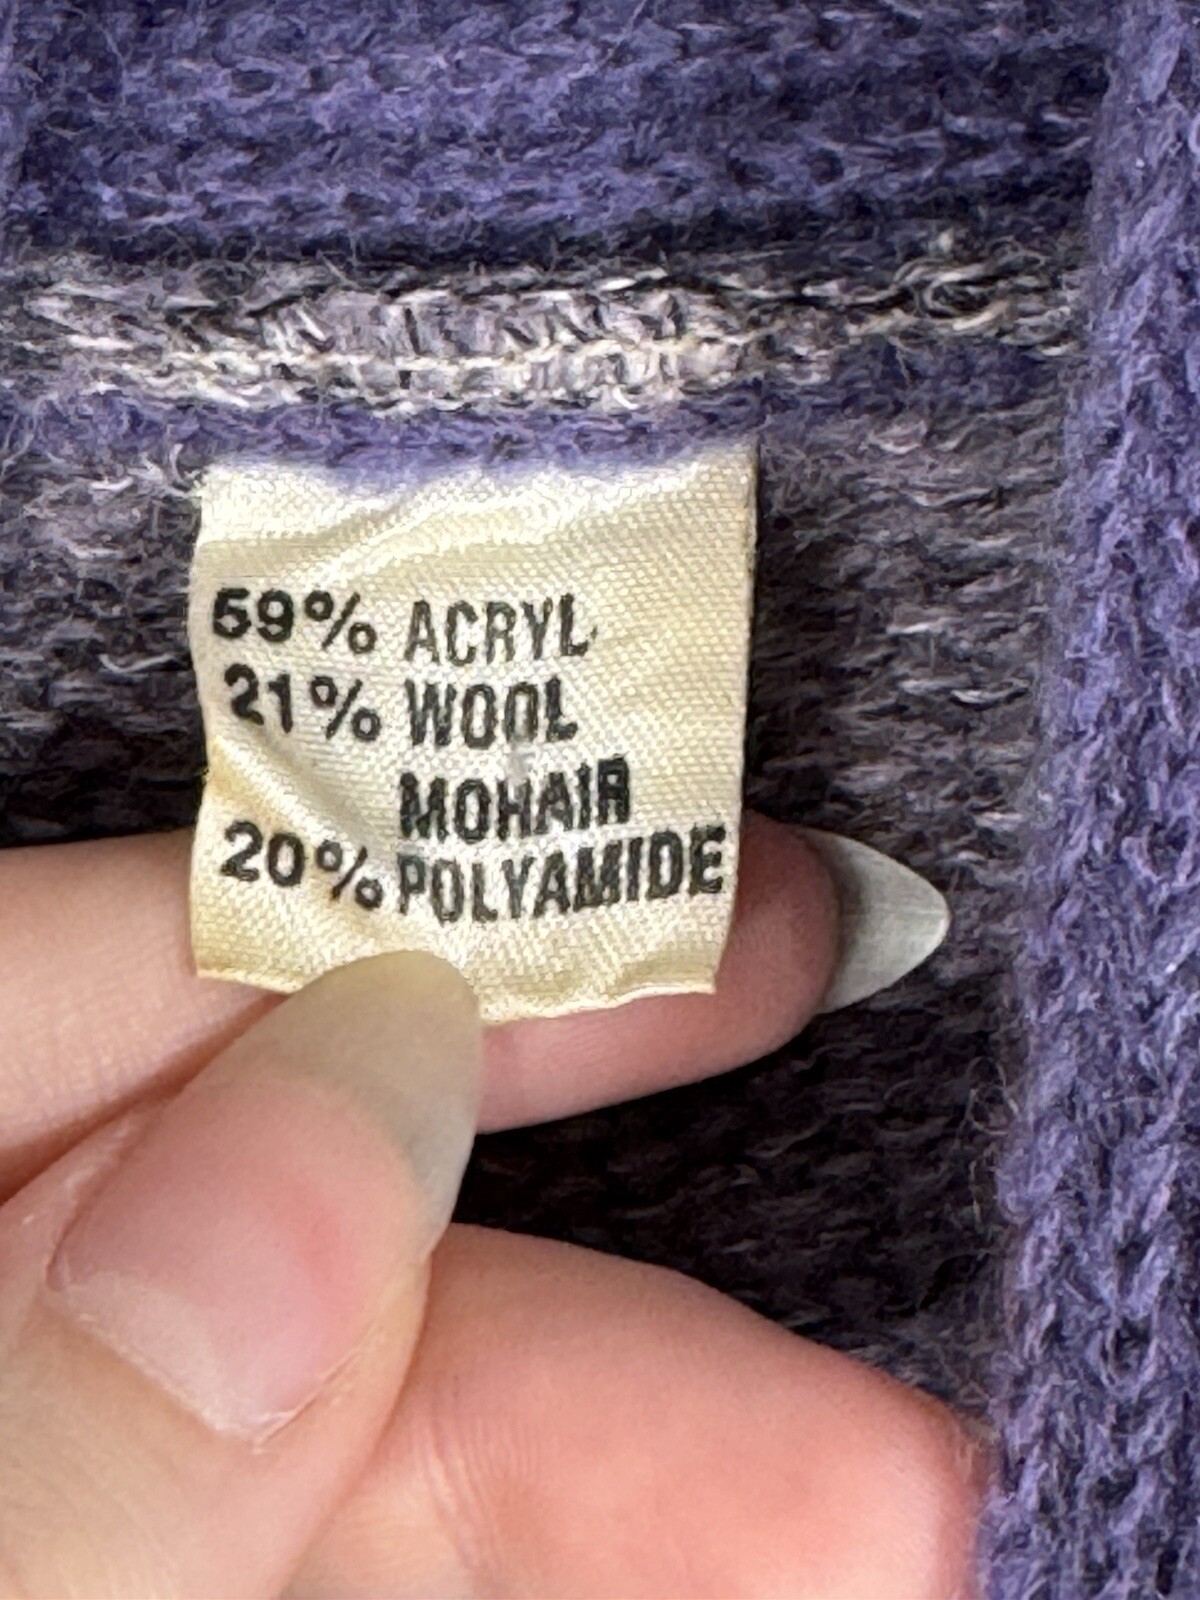 59% ACRYL
21% WOOL
MOHAIR
20% POLYAMIDE